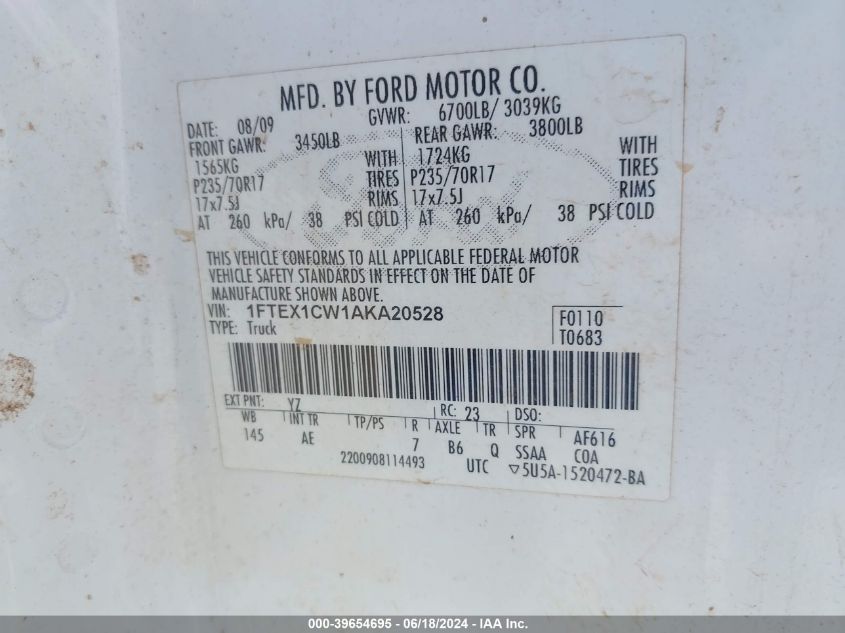 MFD. BY FORD MOTOR CO.
DATE: 08/09 GVWR: 6700LB/ 3039KG
FRONT GAWR: 3450LB REAR GAWR: 3800LB
1565KG WITH 1724KG WITH
P235/70R17 TIRES P235/70R17 TIRES
17x7.5J RIMS 17x7.5J RIMS
AT 260 kPa/ 38 PSI COLD AT 260 kPa/ 38 PSI COLD
THIS VEHICLE CONFORMS TO ALL APPLICABLE FEDERAL MOTOR
VEHICLE SAFETY STANDARDS IN EFFECT ON THE DATE OF
MANUFACTURE SHOWN ABOVE.
VIN: 1FTEX1CW1AKA20528 F0110
TYPE: Truck T0683
EXT PNT: YZ RC: 23 DSO:
WB INT TR TP/PS R AXLE TR SPR AF616
145 AE 7 B6 Q SSAA COA
2200908114493 UTC ▽5U5A-1520472-BA
000-39654695 - 06/18/2024 - IAA Inc.